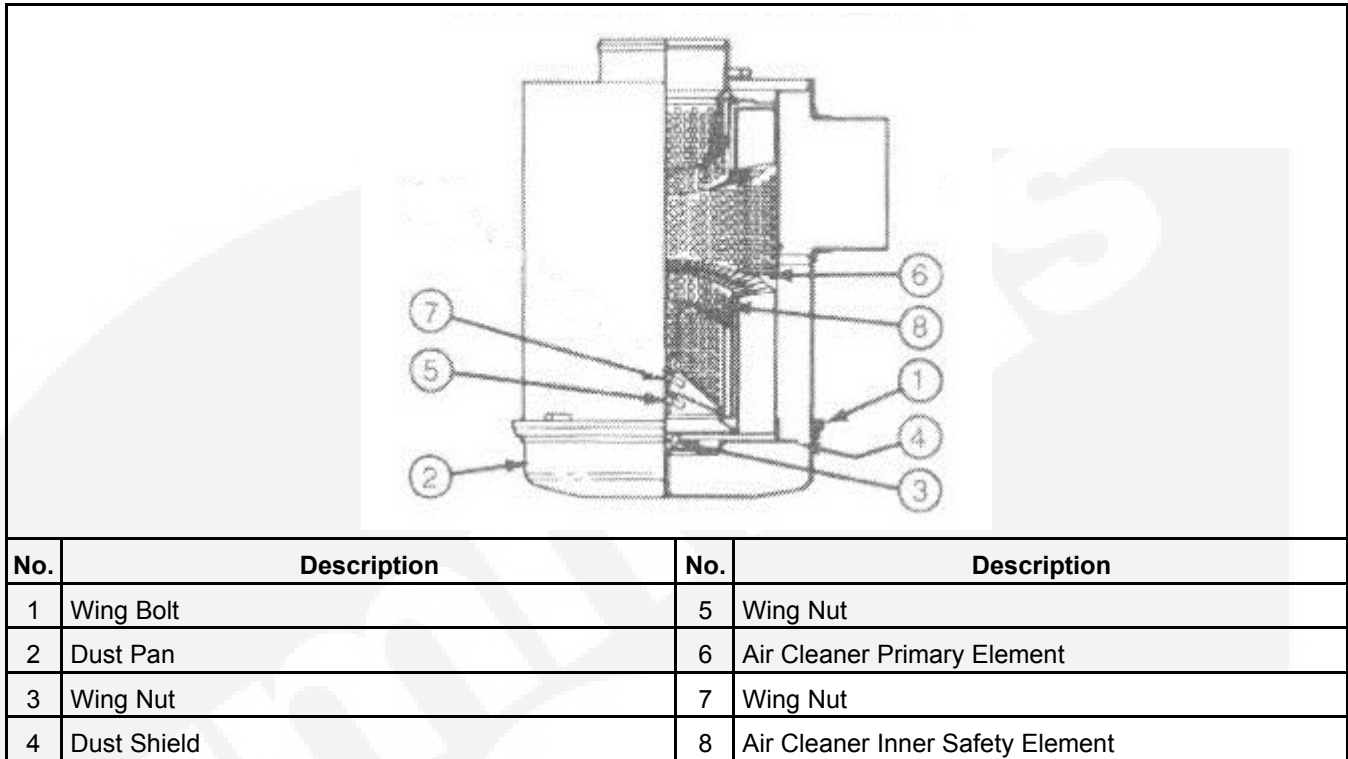 6
7
8
5
1
4
2
3
No. Description No. Description
1 Wing Bolt 5 Wing Nut
2 Dust Pan 6 Air Cleaner Primary Element
3 Wing Nut 7 Wing Nut
4 Dust Shield 8 Air Cleaner Inner Safety Element